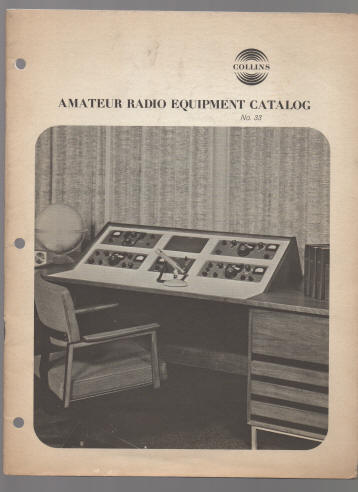 COLLINS
AMATEUR RADIO EQUIPMENT CATALOG
No. 33